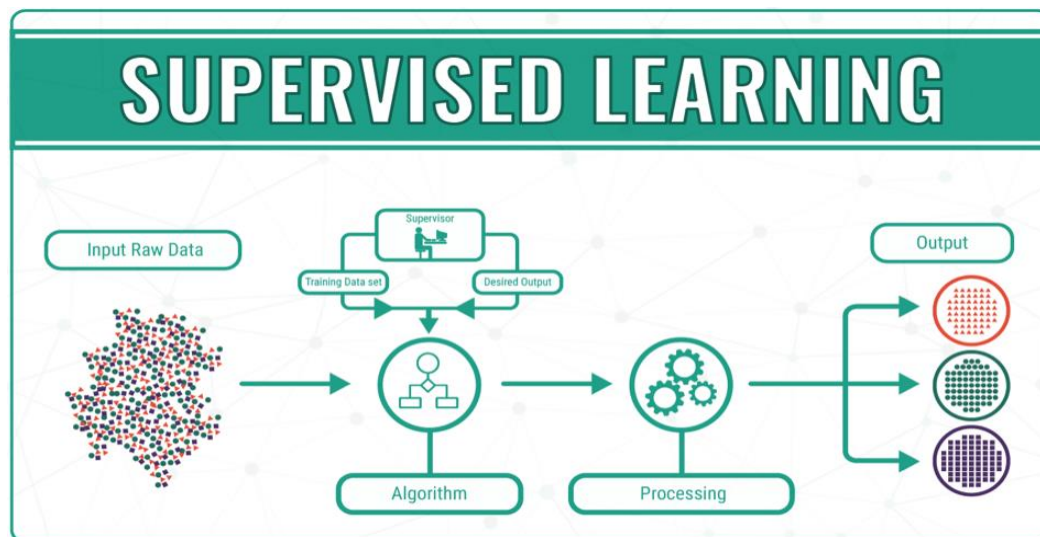 SUPERVISED LEARNING
Input Raw Data
Supervisor
Training Data set
Desired Output
Output
Algorithm
Processing